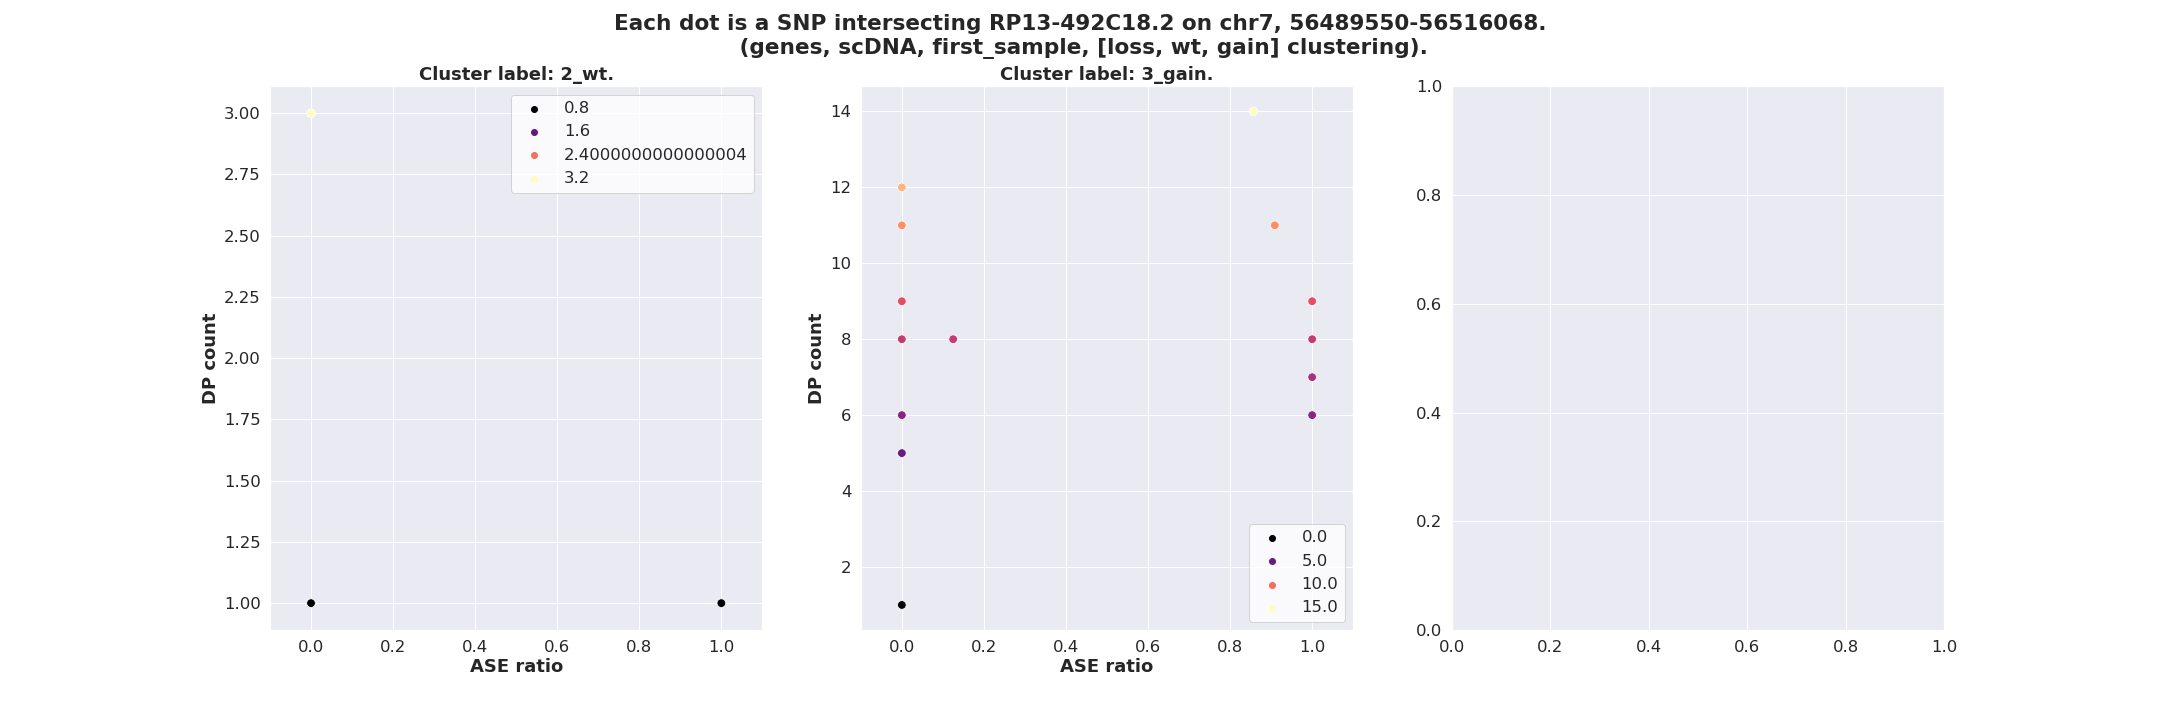 Each dot is a SNP intersecting RP13-492C18.2 on chr7, 56489550-56516068.
(genes, scDNA, first_sample, [loss, wt, gain] clustering).
Cluster label: 2_wt.
3.00
2.75
2.50
2.25
2.00
1.75
1.50
1.25
1.00
DP count
0.8
1.6
2.4000000000000004
3.2
0.0 0.2 0.4 0.6 0.8 1.0
ASE ratio
Cluster label: 3_gain.
14
12
10
8
6
4
2
DP count
0.0
5.0
10.0
15.0
0.0 0.2 0.4 0.6 0.8 1.0
ASE ratio
1.0
0.8
0.6
0.4
0.2
0.0
0.0 0.2 0.4 0.6 0.8 1.0